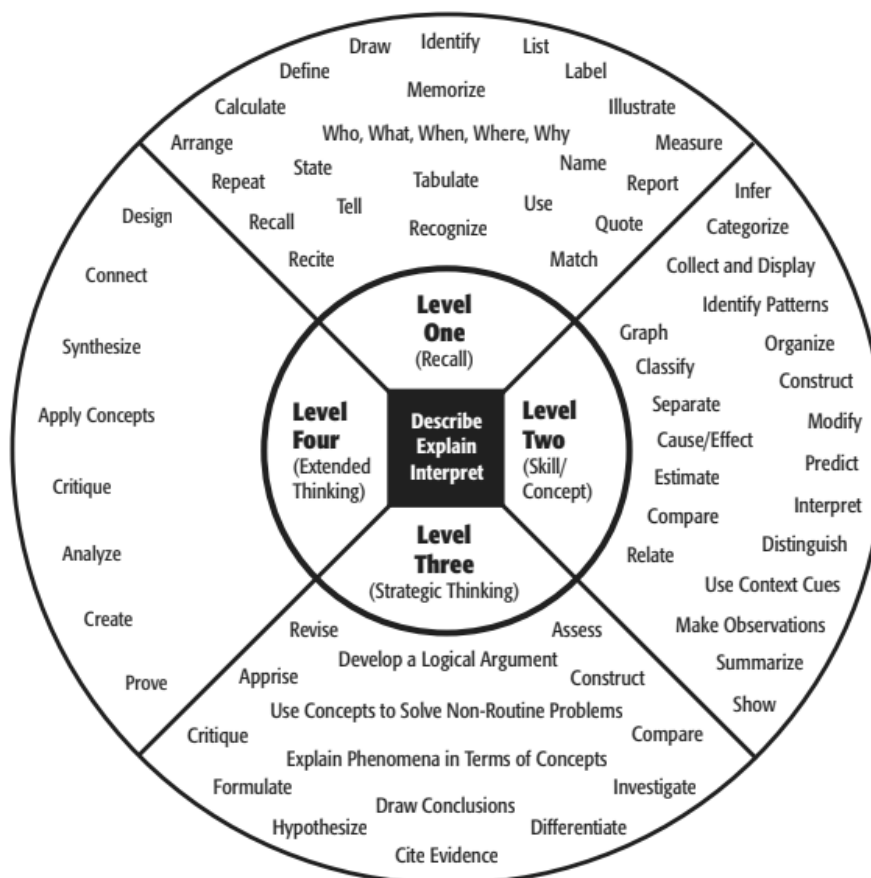 Draw
Identify
List
Define
Label
Calculate
Memorize
Illustrate
Arrange
Who, What, When, Where, Why
Measure
State
Name
Repeat
Tabulate
Report
Tell
Use
Recall
Recognize
Quote
Recite
Match
Level
One
(Recall)
Infer
Categorize
Collect and Display
Identify Patterns
Graph
Organize
Classify
Construct
Separate
Modify
Cause/Effect
Predict
Estimate
Interpret
Compare
Distinguish
Relate
Use Context Cues
Make Observations
Summarize
Show
Level
Two
(Skill/
Concept)
Describe
Explain
Interpret
Level
Four
(Extended
Thinking)
Design
Connect
Synthesize
Apply Concepts
Critique
Analyze
Create
Prove
Level
Three
(Strategic Thinking)
Revise
Assess
Develop a Logical Argument
Apprise
Construct
Use Concepts to Solve Non-Routine Problems
Critique
Compare
Explain Phenomena in Terms of Concepts
Formulate
Investigate
Draw Conclusions
Hypothesize
Differentiate
Cite Evidence